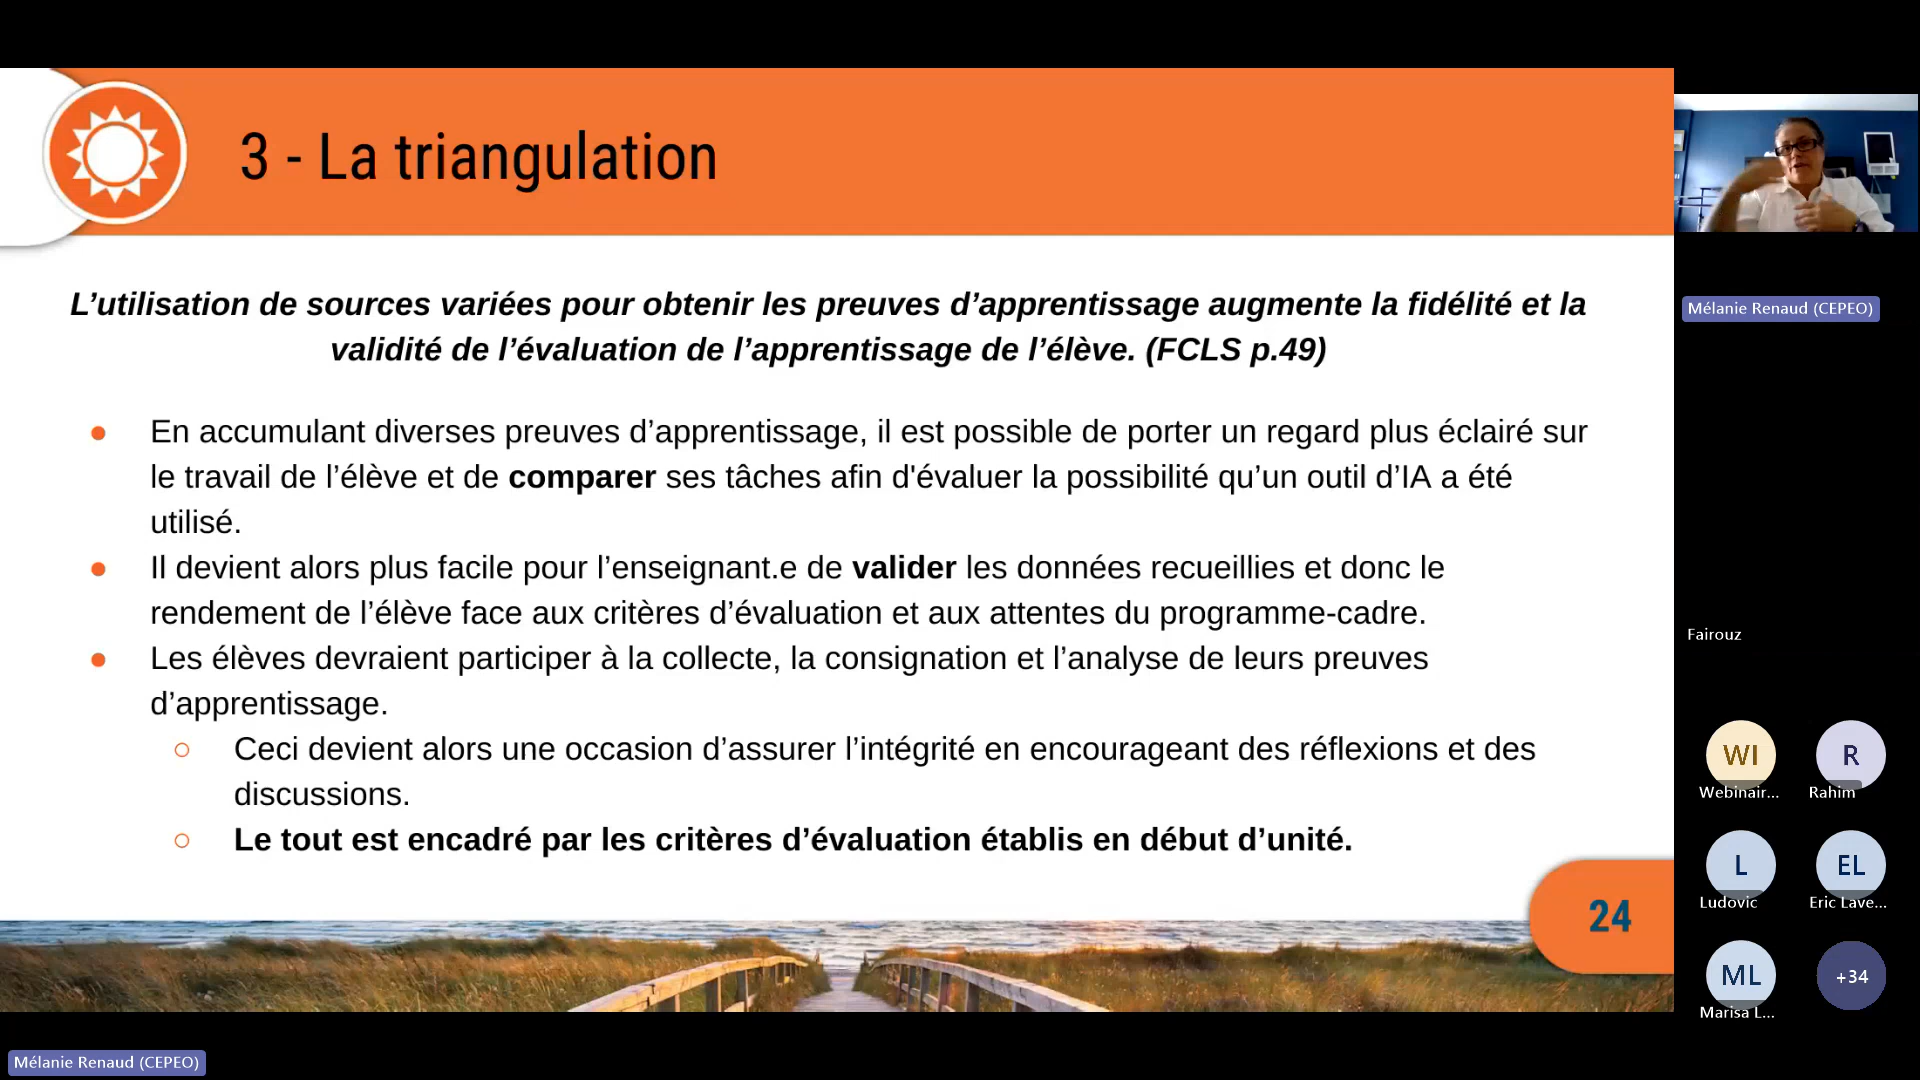 3 - La triangulation
L’utilisation de sources variées pour obtenir les preuves d’apprentissage augmente la fidélité et la
validité de l’évaluation de l’apprentissage de l’élève. (FCLS p.49)
● En accumulant diverses preuves d’apprentissage, il est possible de porter un regard plus éclairé sur
le travail de l’élève et de comparer ses tâches afin d'évaluer la possibilité qu’un outil d’IA a été
utilisé.
● Il devient alors plus facile pour l’enseignant.e de valider les données recueillies et donc le
rendement de l’élève face aux critères d’évaluation et aux attentes du programme-cadre.
● Les élèves devraient participer à la collecte, la consignation et l’analyse de leurs preuves
d’apprentissage.
○ Ceci devient alors une occasion d’assurer l’intégrité en encourageant des réflexions et des
discussions.
○ Le tout est encadré par les critères d’évaluation établis en début d’unité.
24
Mélanie Renaud (CEPEO)
Mélanie Renaud (CEPEO)
Fairouz
WI
R
Webinair...
Rahim
L
EL
Ludovic
Eric Lave...
ML
+34
Marisa L...